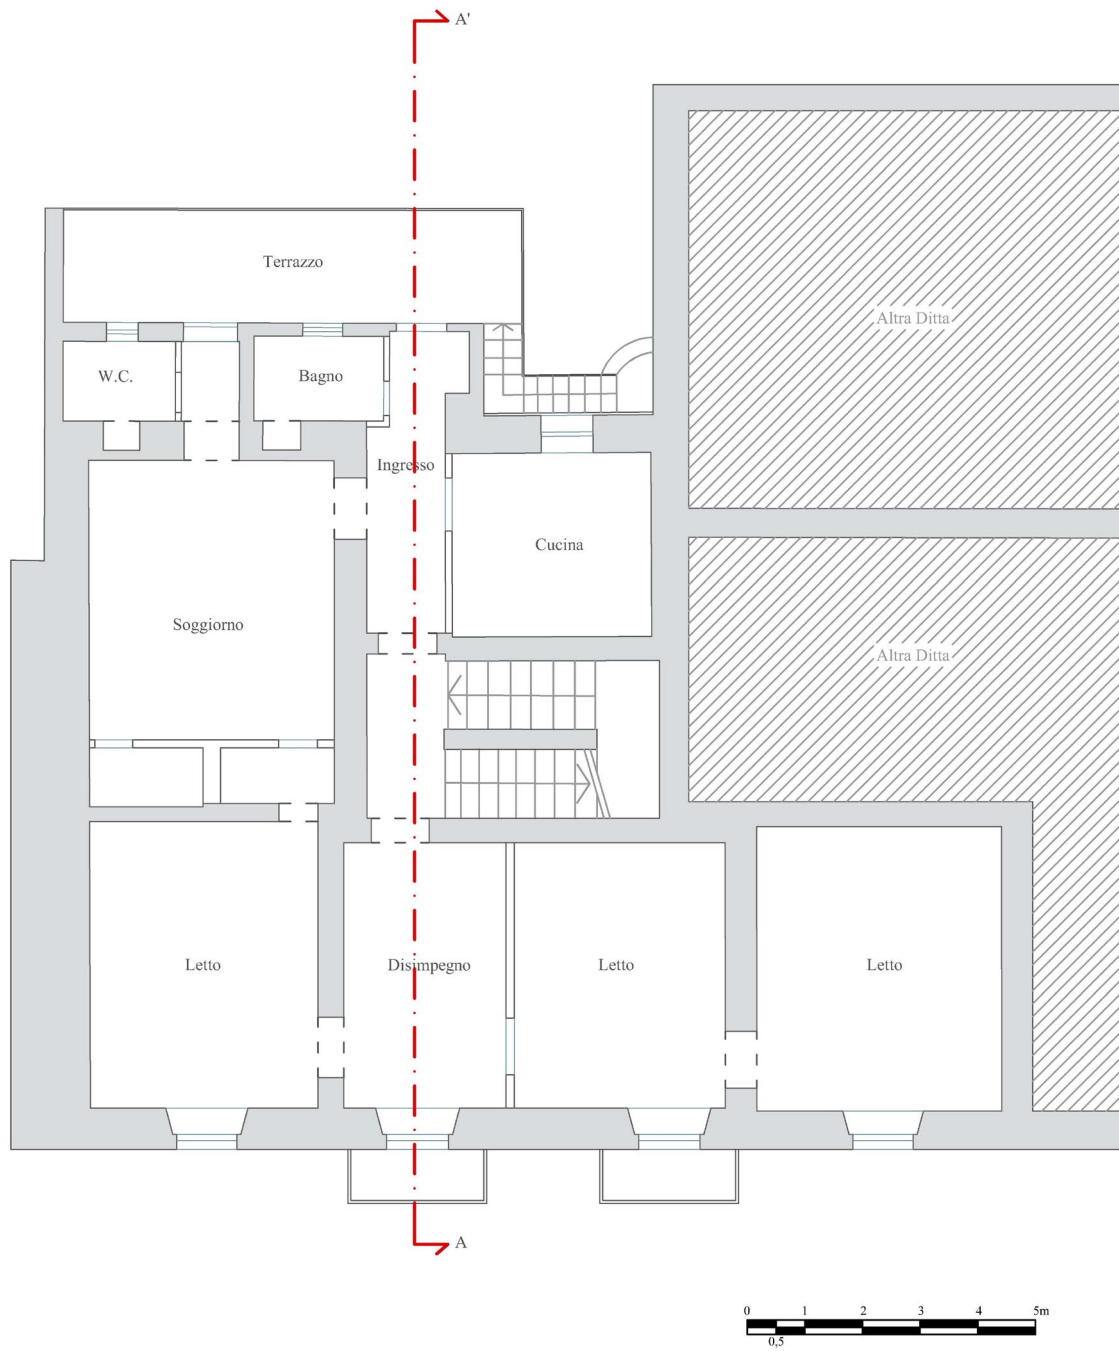 A'
Terrazzo
Altra Ditta
W.C.
Bagno
Ingresso
Cucina
Soggiorno
Altra Ditta
Letto
Disimpegno
Letto
Letto
A
0 1 2 3 4 5m
0,5